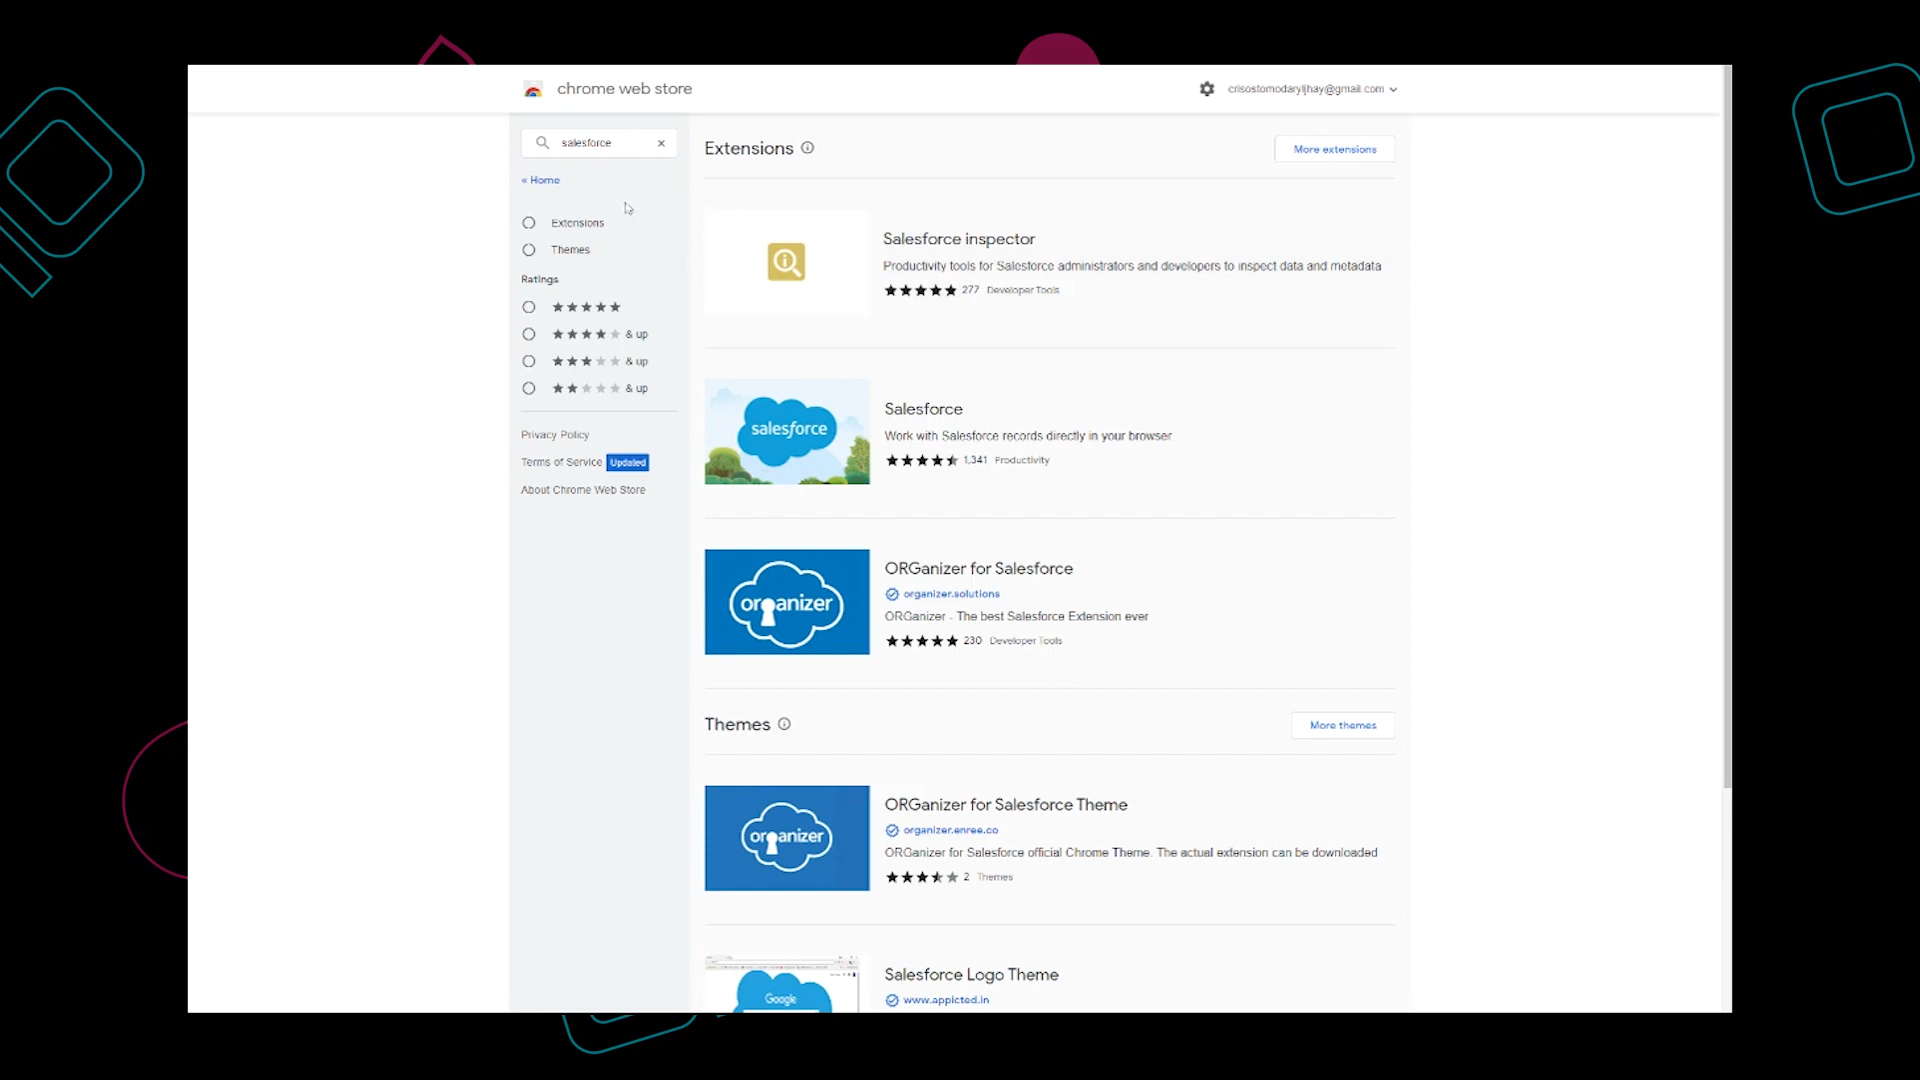 chrome web store
crisostomodaryljhay@gmail.com
salesforce
« Home
Extensions
Themes
Ratings
& up
& up
& up
Privacy Policy
Terms of Service Updated
About Chrome Web Store
Extensions
More extensions
Salesforce inspector
Productivity tools for Salesforce administrators and developers to inspect data and metadata
277 Developer Tools
salesforce
Salesforce
Work with Salesforce records directly in your browser.
1,341 Productivity
organizer
ORGanizer for Salesforce
organizer.solutions
ORGanizer - The best Salesforce Extension ever
230 Developer Tools
Themes
More themes
organizer
ORGanizer for Salesforce Theme
organizer.enree.co
ORGanizer for Salesforce official Chrome Theme. The actual extension can be downloaded
2 Themes
Google
Salesforce Logo Theme
www.appicted.in